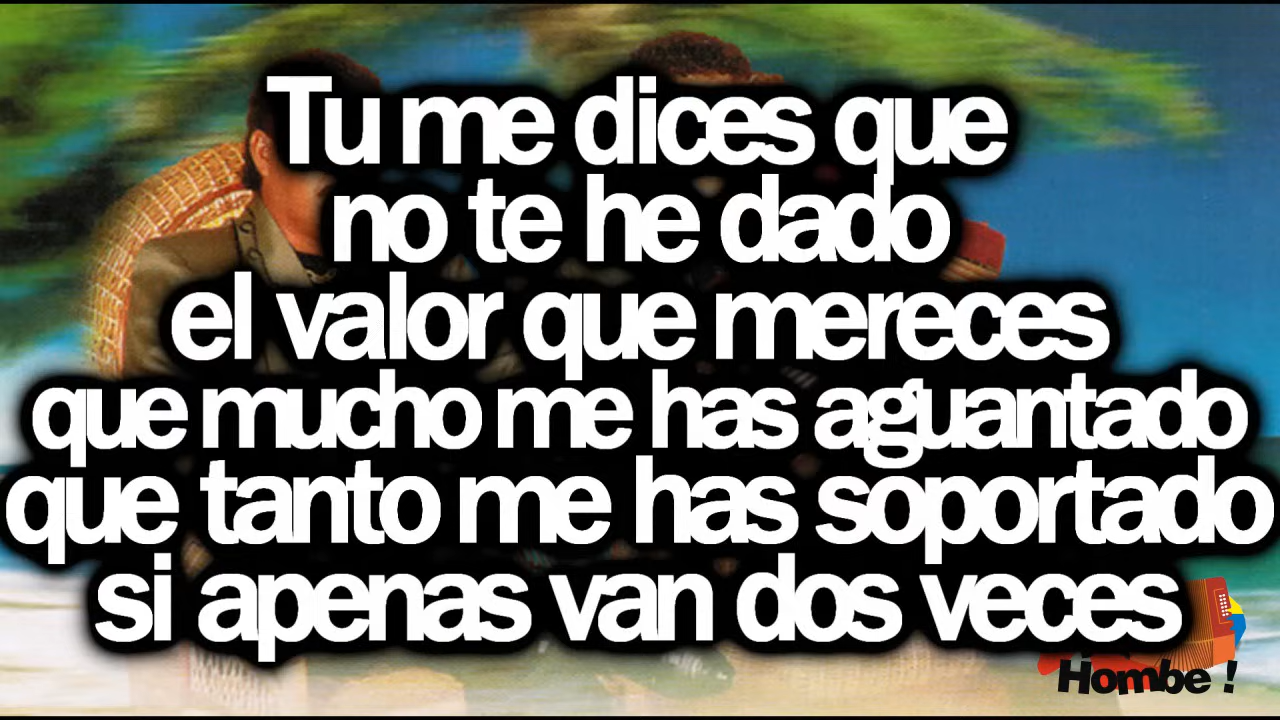 Tu me dices que
no te he dado
el valor que mereces
que mucho me has aguantado
que tanto me has soportado
si apenas van dos veces
Hombe !